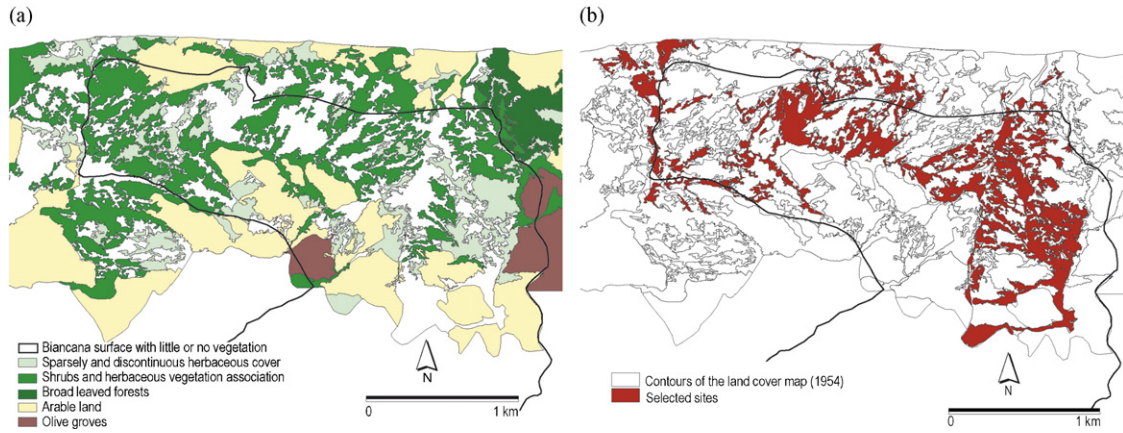 (a)
Biancana surface with little or no vegetation
Sparsely and discontinuous herbaceous cover
Shrubs and herbaceous vegetation association
Broad leaved forests
Arable land
Olive groves
N
0 1 km
(b)
Contours of the land cover map (1954)
Selected sites
N
0 1 km